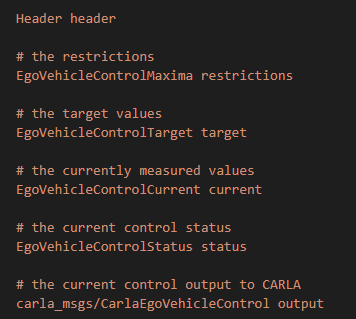 Header header
# the restrictions
EgoVehicleControlMaxima restrictions
# the target values
EgoVehicleControlTarget target
# the currently measured values
EgoVehicleControlCurrent current
# the current control status
EgoVehicleControlStatus status
# the current control output to CARLA
carla_msgs/CarlaEgoVehicleControl output